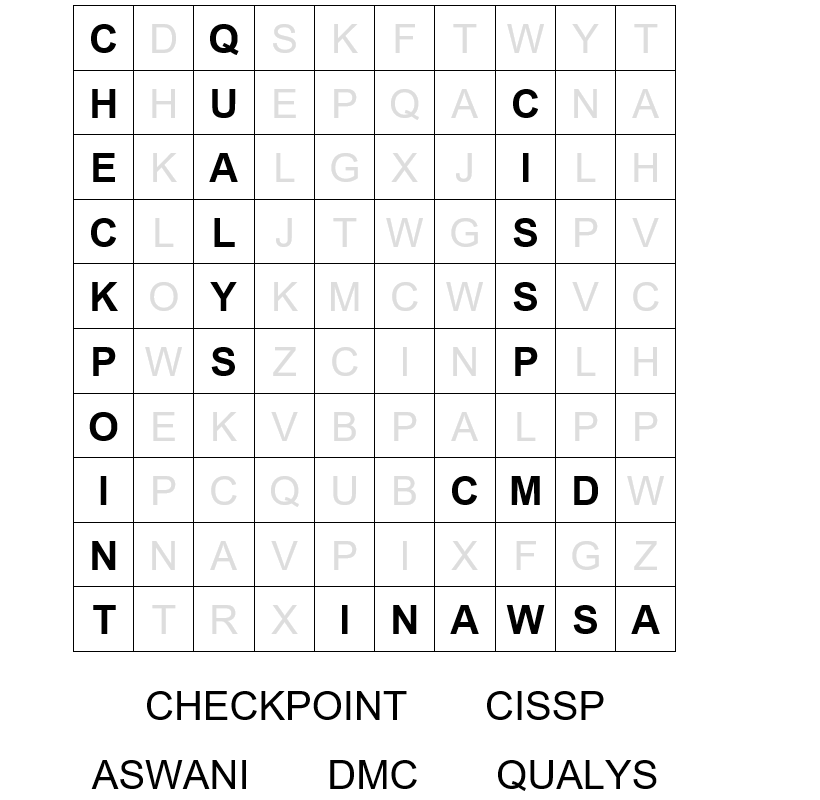 C D Q S K F T W Y T
H H U E P Q A C N A
E K A L G X J I L H
C L L J T W G S P V
K O Y K M C W S V C
P W S Z C I N P L H
O E K V B P A L P P
I P C Q U B C M D W
N N A V P I X F G Z
T T R X I N A W S A
CHECKPOINT CISSP
ASWANI DMC QUALYS